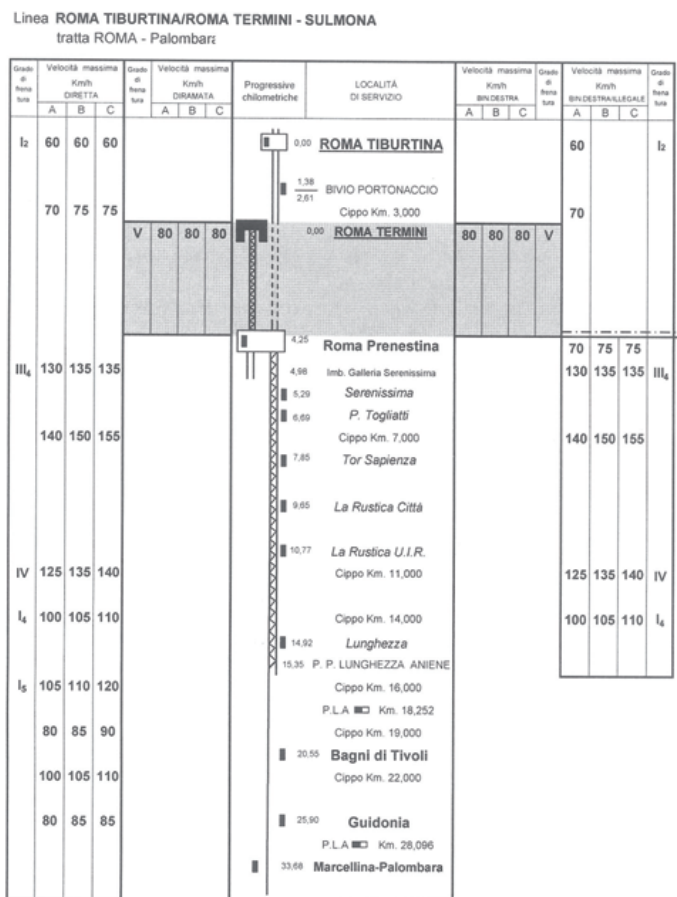 Linea ROMA TIBURTINA/ROMA TERMINI - SULMONA
tratta ROMA - Palombara
Grado di frena tura | Velocità massima Km/h DIRETTA | Grado di frena tura | Velocità massima Km/h DIRAMATA | Progressive chilometriche | LOCALITÀ DI SERVIZIO | Velocità massima Km/h BIN.DESTRA | Grado di frena tura | Velocità massima Km/h BIN.DESTRA/ILLEGALE | Grado di frena tura
A B C A B C A B C A B C
I2 60 60 60 0,00 ROMA TIBURTINA 60 I2
1,38
2,61 BIVIO PORTONACCIO
70 75 75 Cippo Km. 3,000 70
V 80 80 80 0,00 ROMA TERMINI 80 80 80 V
4,25 Roma Prenestina 70 75 75
III4 130 135 135 4,98 Imb. Galleria Serenissima 130 135 135 III4
5,29 Serenissima
6,69 P. Togliatti
140 150 155 Cippo Km. 7,000 140 150 155
7,85 Tor Sapienza
9,65 La Rustica Città
10,77 La Rustica U.I.R.
IV 125 135 140 Cippo Km. 11,000 125 135 140 IV
I4 100 105 110 Cippo Km. 14,000 100 105 110 I4
14,92 Lunghezza
15,35 P. P. LUNGHEZZA ANIENE
I5 105 110 120 Cippo Km. 16,000
P.L.A Km. 18,252
80 85 90 Cippo Km. 19,000
20,55 Bagni di Tivoli
100 105 110 Cippo Km. 22,000
80 85 85 25,90 Guidonia
P.L.A Km. 28,096
33,68 Marcellina-Palombara